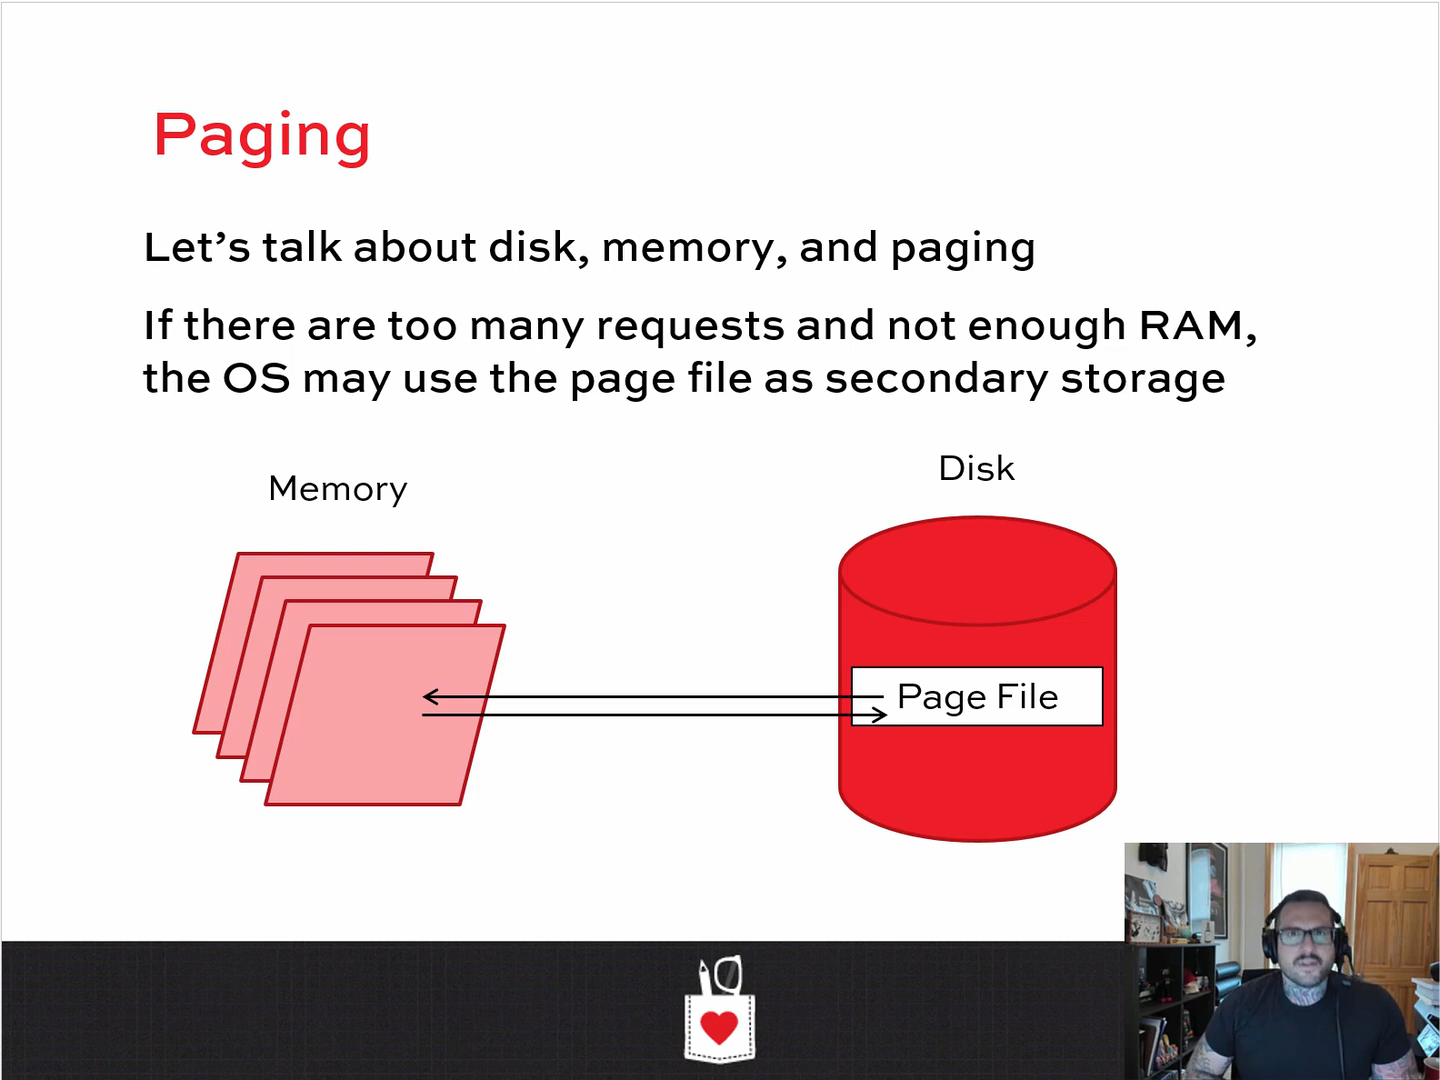 Paging
Let’s talk about disk, memory, and paging
If there are too many requests and not enough RAM,
the OS may use the page file as secondary storage
Memory
Disk
Page File